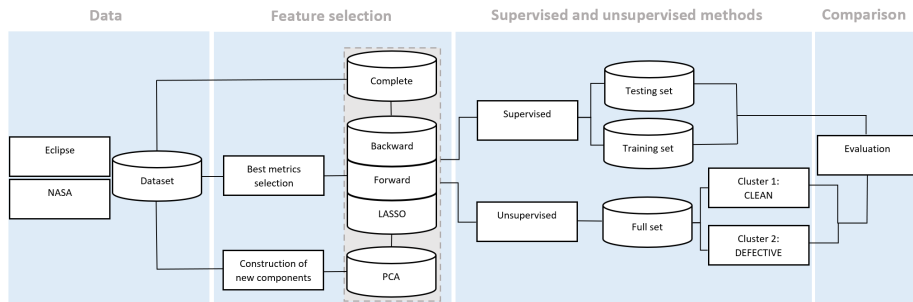 Data
Feature selection
Supervised and unsupervised methods
Comparison
Eclipse
NASA
Dataset
Best metrics
selection
Construction of
new components
Complete
Backward
Forward
LASSO
PCA
Supervised
Unsupervised
Testing set
Training set
Full set
Cluster 1:
CLEAN
Cluster 2:
DEFECTIVE
Evaluation